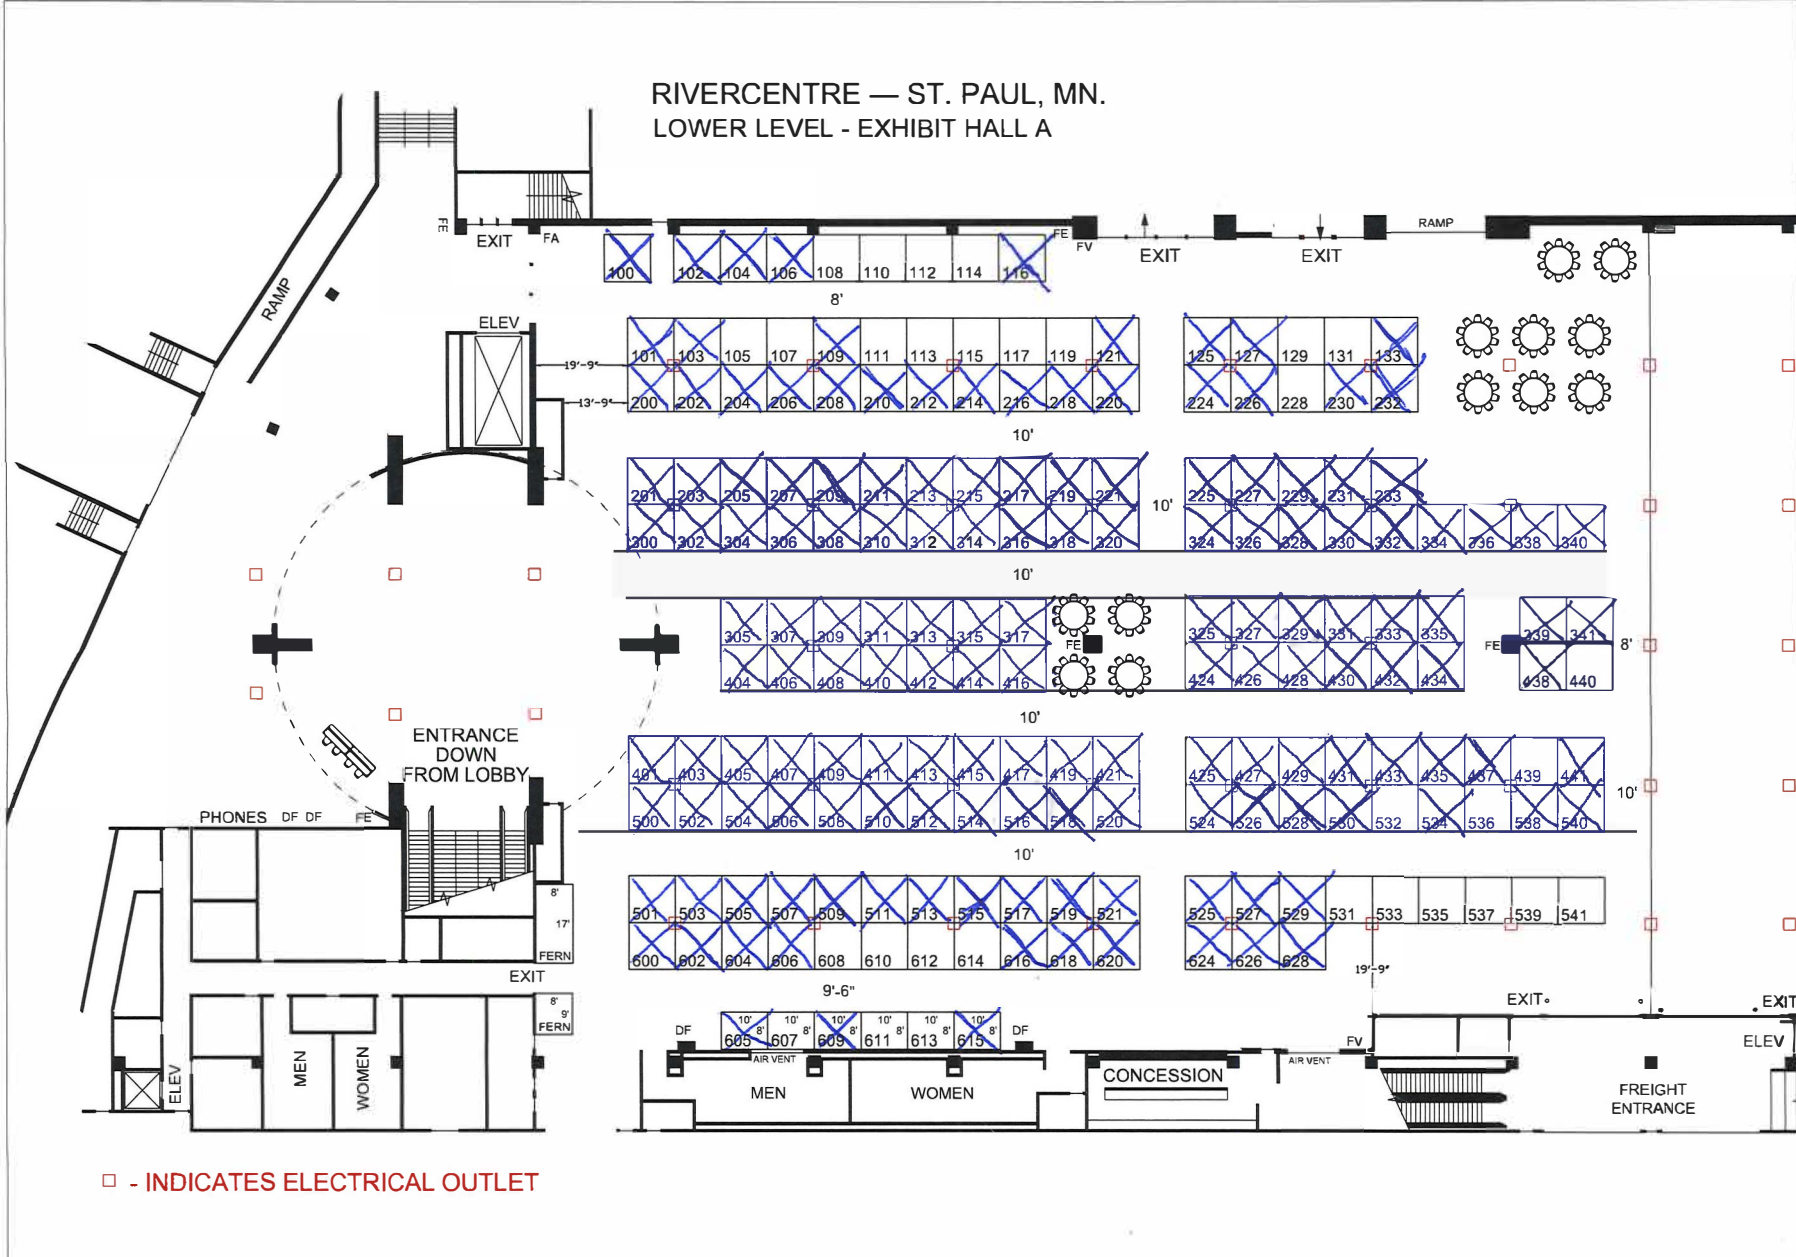 RIVERCENTRE — ST. PAUL, MN.
LOWER LEVEL - EXHIBIT HALL A
FE
EXIT
FA
FE
FV
EXIT
EXIT
RAMP
100 102 104 106 108 110 112 114 116
8'
RAMP
ELEV
101 103 105 107 109 111 113 115 117 119 121 125 127 129 131 133
19'-9"
13'-9"
200 202 204 206 208 210 212 214 216 218 220 224 226 228 230 232
10'
201 203 205 207 209 211 213 215 217 219 221 10' 225 227 229 231 233
300 302 304 306 308 310 312 314 316 318 320 324 326 328 330 332 334 336 338 340
10'
305 307 309 311 313 315 317 FE 325 327 329 331 333 335 FE 339 341 8'
404 406 408 410 412 414 416 424 426 428 430 432 434 438 440
10'
ENTRANCE
DOWN
FROM LOBBY
401 403 405 407 409 411 413 415 417 419 421 425 427 429 431 433 435 437 439 441
10'
PHONES DF DF FE
500 502 504 506 508 510 512 514 516 518 520 524 526 528 530 532 534 536 538 540
10'
8'
17'
FERN
501 503 505 507 509 511 513 515 517 519 521 525 527 529 531 533 535 537 539 541
600 602 604 606 608 610 612 614 616 618 620 624 626 628
19'-9"
EXIT
9'-6"
8'
9'
FERN
EXIT
EXIT
DF
10' 10' 10' 10' 10' 10'
8' 8' 8' 8' 8' 8'
605 607 609 611 613 615
DF
FV
ELEV
AIR VENT
AIR VENT
ELEV
MEN
WOMEN
MEN
WOMEN
CONCESSION
FREIGHT
ENTRANCE
- INDICATES ELECTRICAL OUTLET